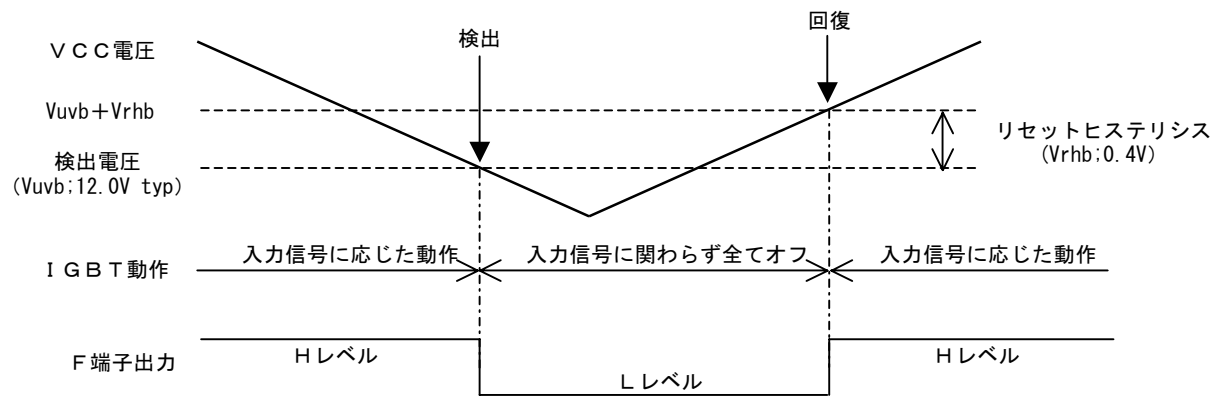 検出
回復
ＶＣＣ電圧
Vuvb＋Vrhb
リセットヒステリシス
(Vrhb;0.4V)
検出電圧
(Vuvb;12.0V typ)
ＩＧＢＴ動作
入力信号に応じた動作
入力信号に関わらず全てオフ
入力信号に応じた動作
Ｆ端子出力
Ｈレベル
Ｌレベル
Ｈレベル